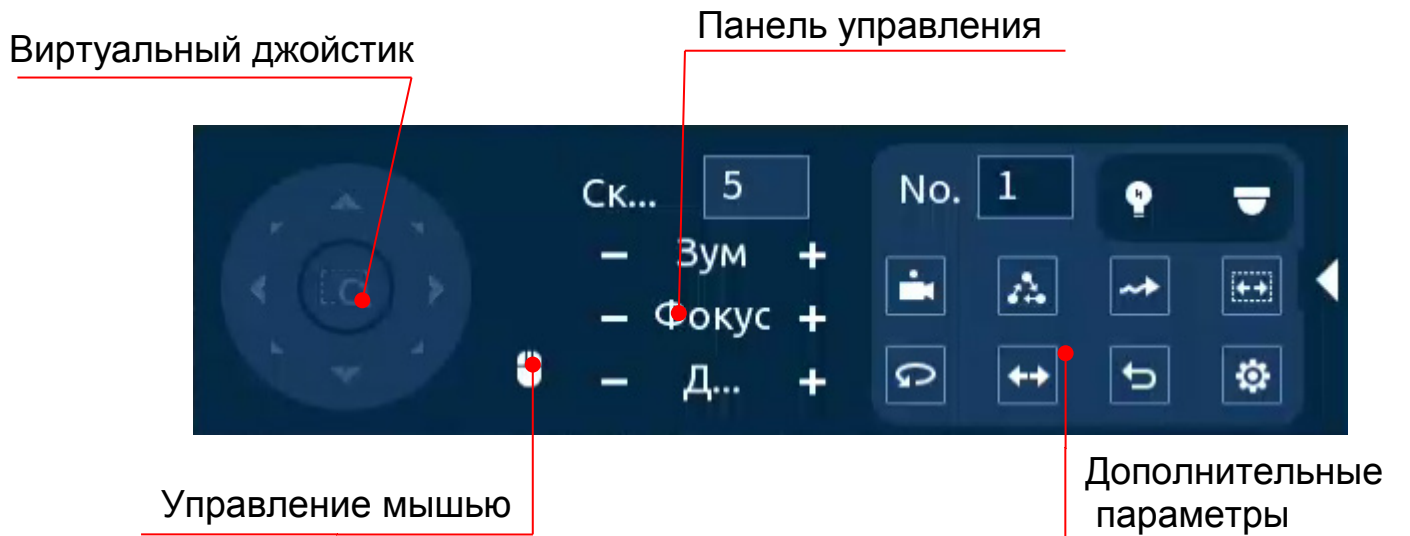 Панель управления
Виртуальный джойстик
Ск... 5
No. 1
− Зум +
− Фокус +
− Д... +
Управление мышью
Дополнительные
параметры